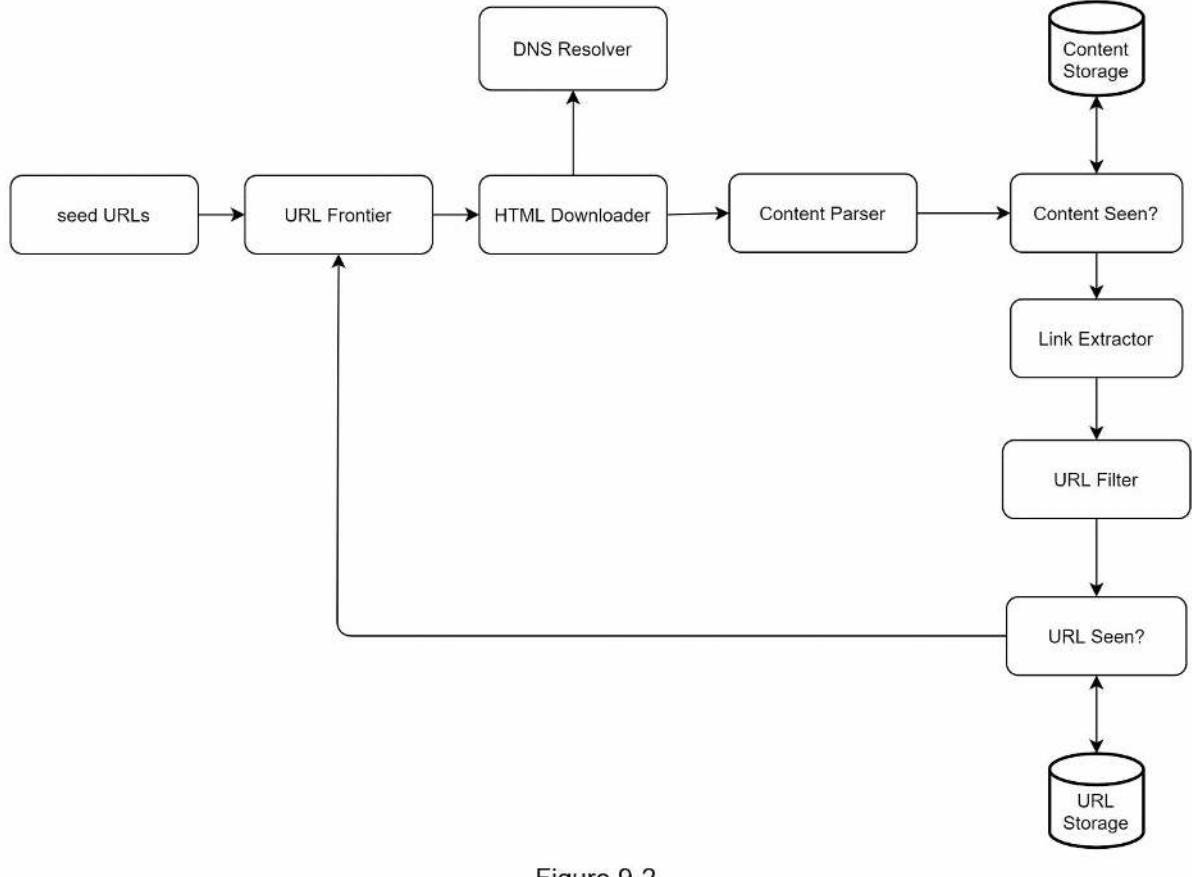 DNS Resolver
Content
Storage
seed URLs
URL Frontier
HTML Downloader
Content Parser
Content Seen?
Link Extractor
URL Filter
URL Seen?
URL
Storage
Figure 9-2